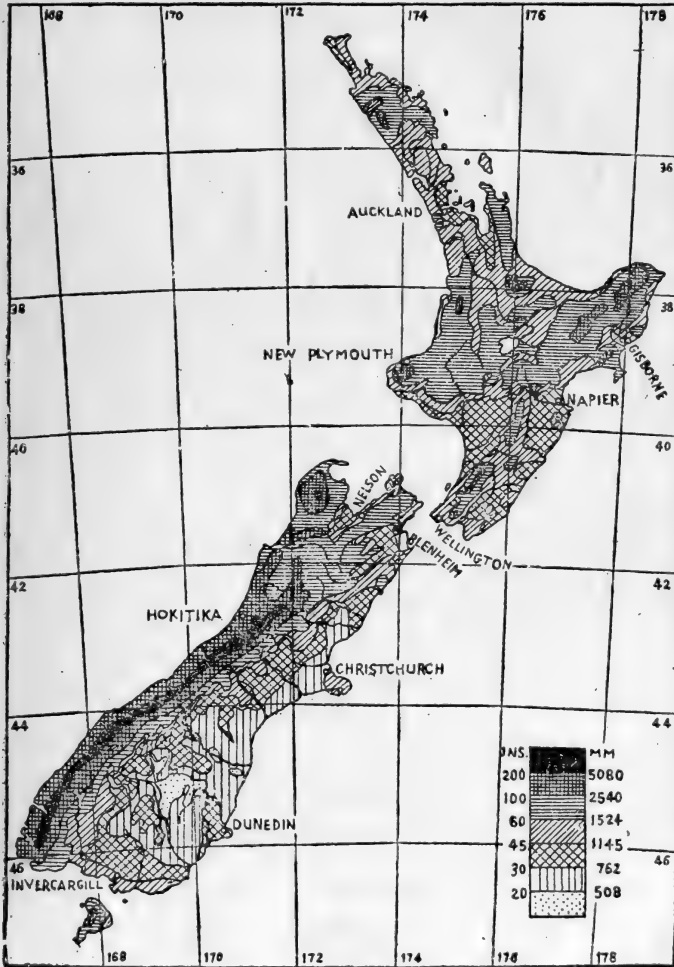 168 170 172 174 176 178
36 36
AUCKLAND
38 38
NEW PLYMOUTH
GISBORNE
NAPIER
40 40
NELSON
WELLINGTON
BLENHEIM
42 42
HOKITIKA
CHRISTCHURCH
44 44
INS. MM
200 5080
100 2540
60 1524
45 1145
30 762
20 508
DUNEDIN
46 46
INVERCARGILL
168 170 172 174 176 178